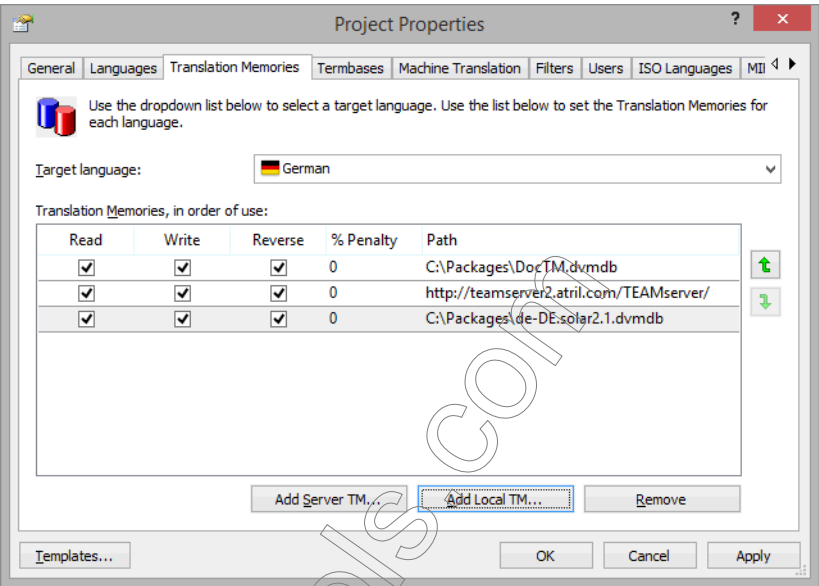 Project Properties
?
General Languages Translation Memories Termbases Machine Translation Filters Users ISO Languages
Use the dropdown list below to select a target language. Use the list below to set the Translation Memories for
each language.
Target language:
German
Translation Memories, in order of use:
Read Write Reverse % Penalty Path
0 C:\Packages\DocTM.dvmdb
0 http://teamserver2.atril.com/TEAMserver/
0 C:\Packages\de-DE.solar2.1.dvmdb
Add Server TM... Add Local TM... Remove
Templates... OK Cancel Apply
ols.com